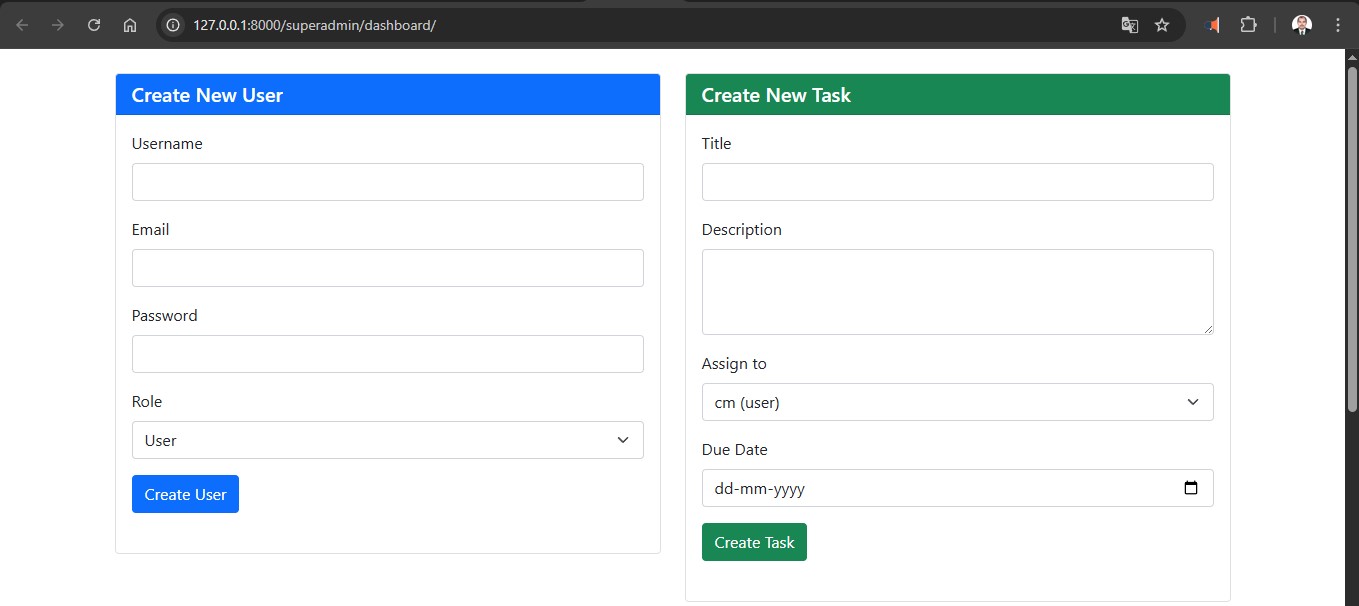 127.0.0.1:8000/superadmin/dashboard/
Create New User
Username
Email
Password
Role
User
Create User
Create New Task
Title
Description
Assign to
cm (user)
Due Date
dd-mm-yyyy
Create Task